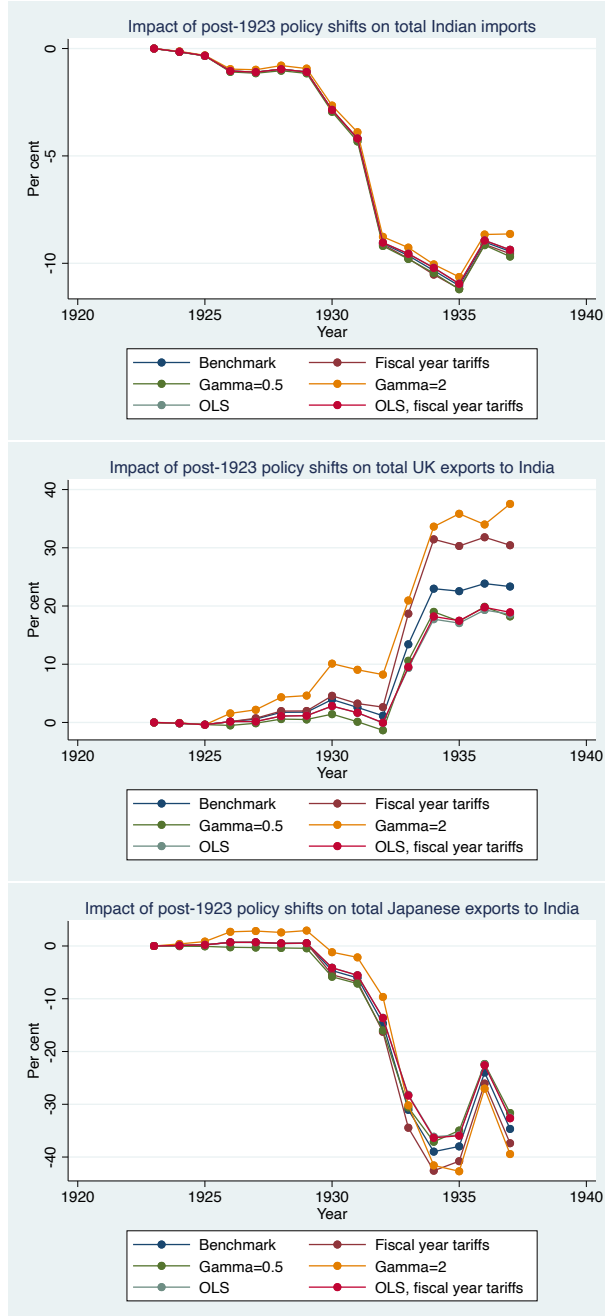 Impact of post-1923 policy shifts on total Indian imports
0
-5
-10
Per cent
1920 1925 1930 1935 1940
Year
Benchmark Fiscal year tariffs
Gamma=0.5 Gamma=2
OLS OLS, fiscal year tariffs
Impact of post-1923 policy shifts on total UK exports to India
40
30
20
10
0
Per cent
1920 1925 1930 1935 1940
Year
Benchmark Fiscal year tariffs
Gamma=0.5 Gamma=2
OLS OLS, fiscal year tariffs
Impact of post-1923 policy shifts on total Japanese exports to India
0
-10
-20
-30
-40
Per cent
1920 1925 1930 1935 1940
Year
Benchmark Fiscal year tariffs
Gamma=0.5 Gamma=2
OLS OLS, fiscal year tariffs